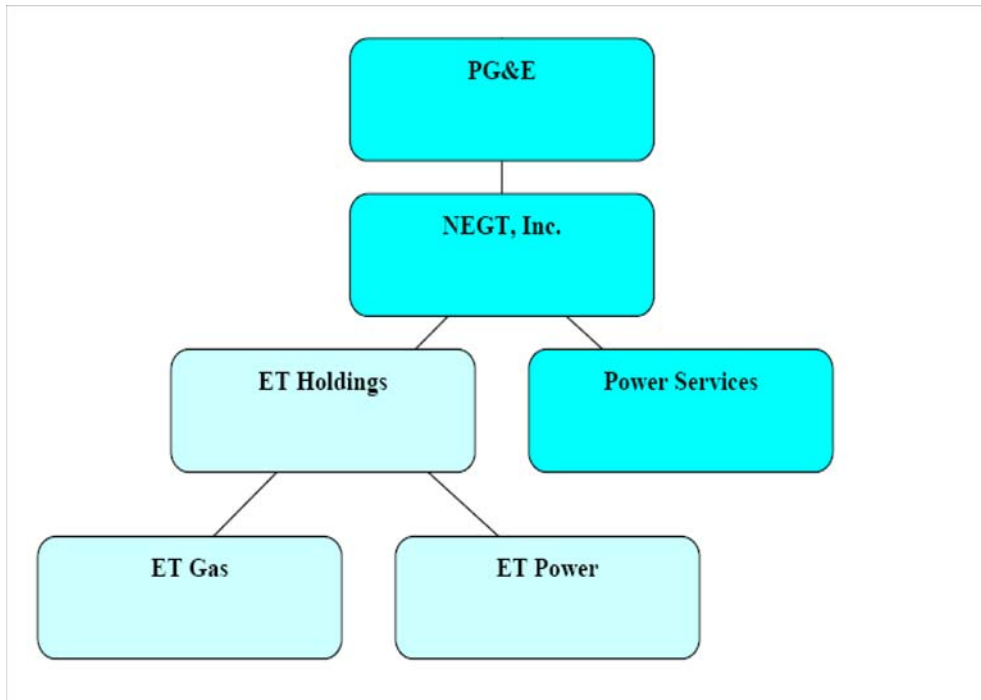 PG&E
NEGT, Inc.
ET Holdings
Power Services
ET Gas
ET Power